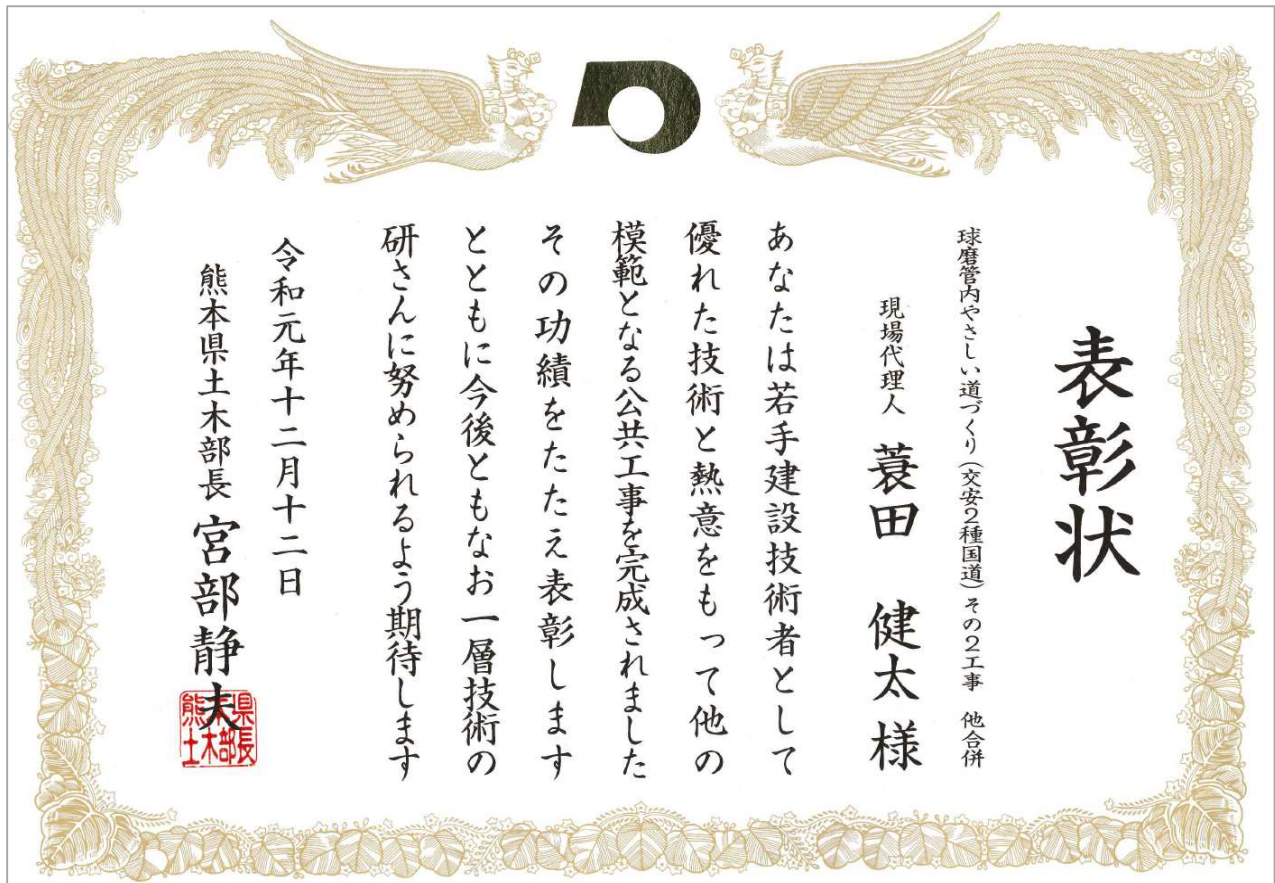 表彰状
球磨管内やさしい道づくり（交安２種国道）その２工事　他合併
現場代理人　蓑田　健太　様
あなたは若手建設技術者として
優れた技術と熱意をもって他の
模範となる公共工事を完成されました
その功績をたたえ表彰します
とともに今後ともなお一層技術の
研さんに努められるよう期待します
令和元年十二月十二日
熊本県土木部長　宮部静夫
熊本県
土木部長